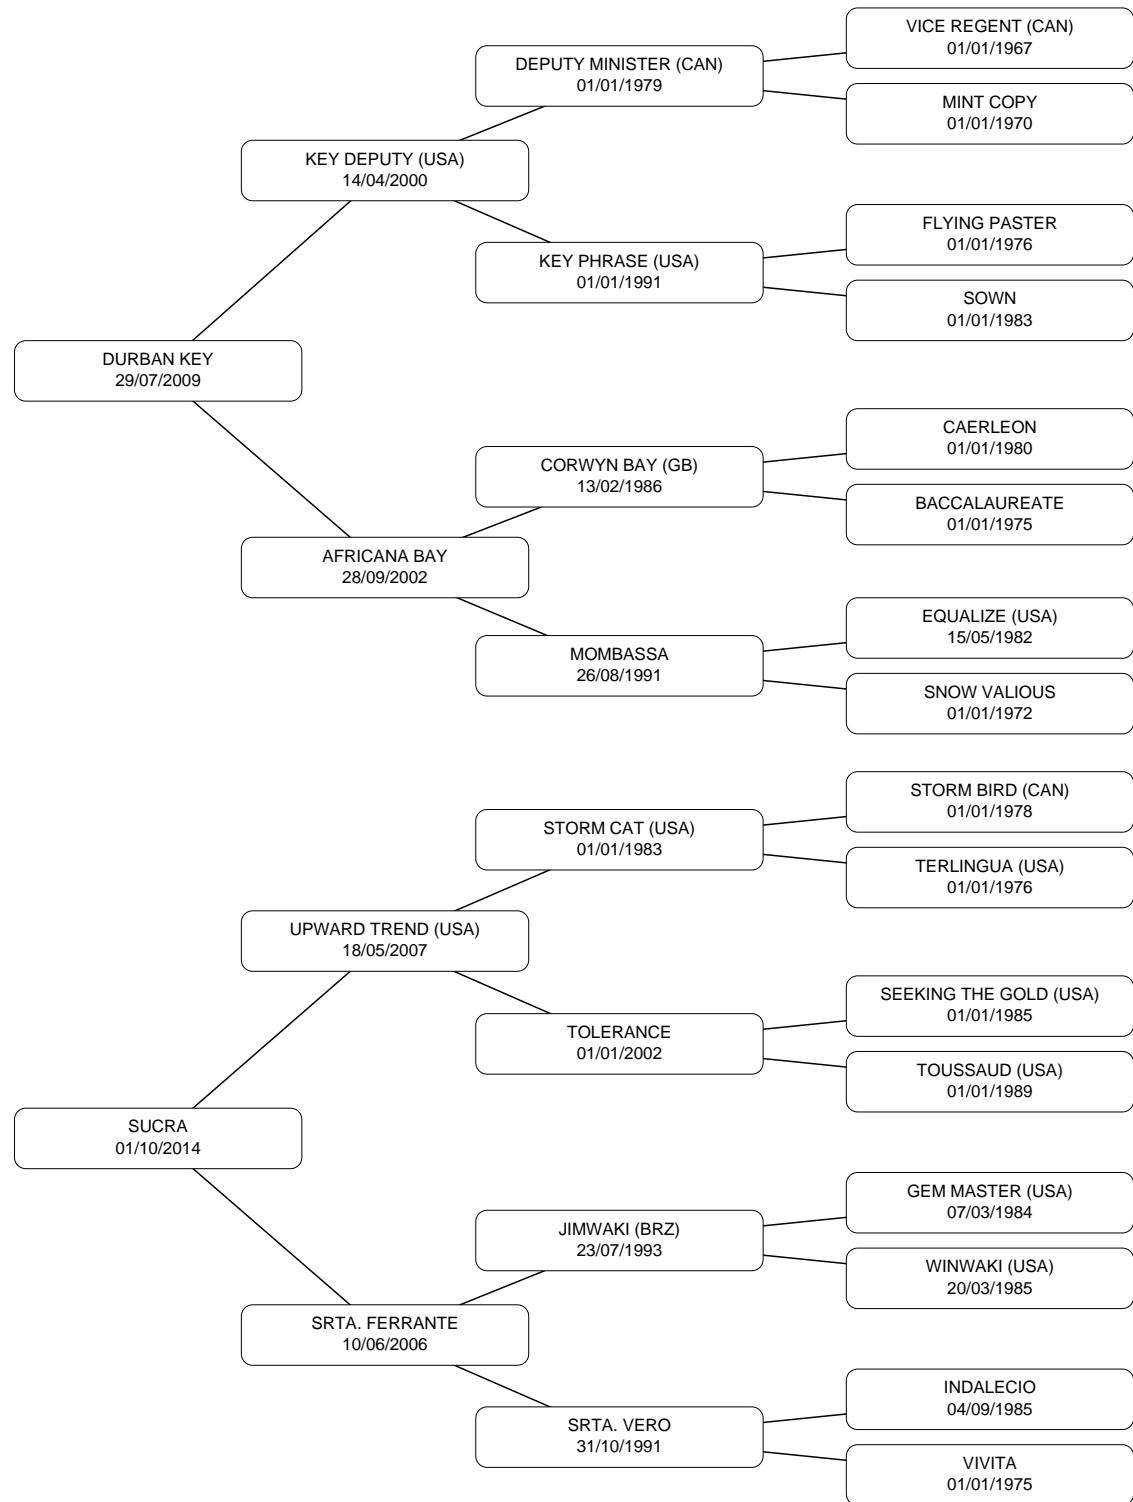 VICE REGENT (CAN)
01/01/1967
DEPUTY MINISTER (CAN)
01/01/1979
MINT COPY
01/01/1970
KEY DEPUTY (USA)
14/04/2000
FLYING PASTER
01/01/1976
KEY PHRASE (USA)
01/01/1991
SOWN
01/01/1983
DURBAN KEY
29/07/2009
CAERLEON
01/01/1980
CORWYN BAY (GB)
13/02/1986
BACCALAUREATE
01/01/1975
AFRICANA BAY
28/09/2002
EQUALIZE (USA)
15/05/1982
MOMBASSA
26/08/1991
SNOW VALIOUS
01/01/1972
STORM BIRD (CAN)
01/01/1978
STORM CAT (USA)
01/01/1983
TERLINGUA (USA)
01/01/1976
UPWARD TREND (USA)
18/05/2007
SEEKING THE GOLD (USA)
01/01/1985
TOLERANCE
01/01/2002
TOUSSAUD (USA)
01/01/1989
SUCRA
01/10/2014
GEM MASTER (USA)
07/03/1984
JIMWAKI (BRZ)
23/07/1993
WINWAKI (USA)
20/03/1985
SRTA. FERRANTE
10/06/2006
INDALECIO
04/09/1985
SRTA. VERO
31/10/1991
VIVITA
01/01/1975